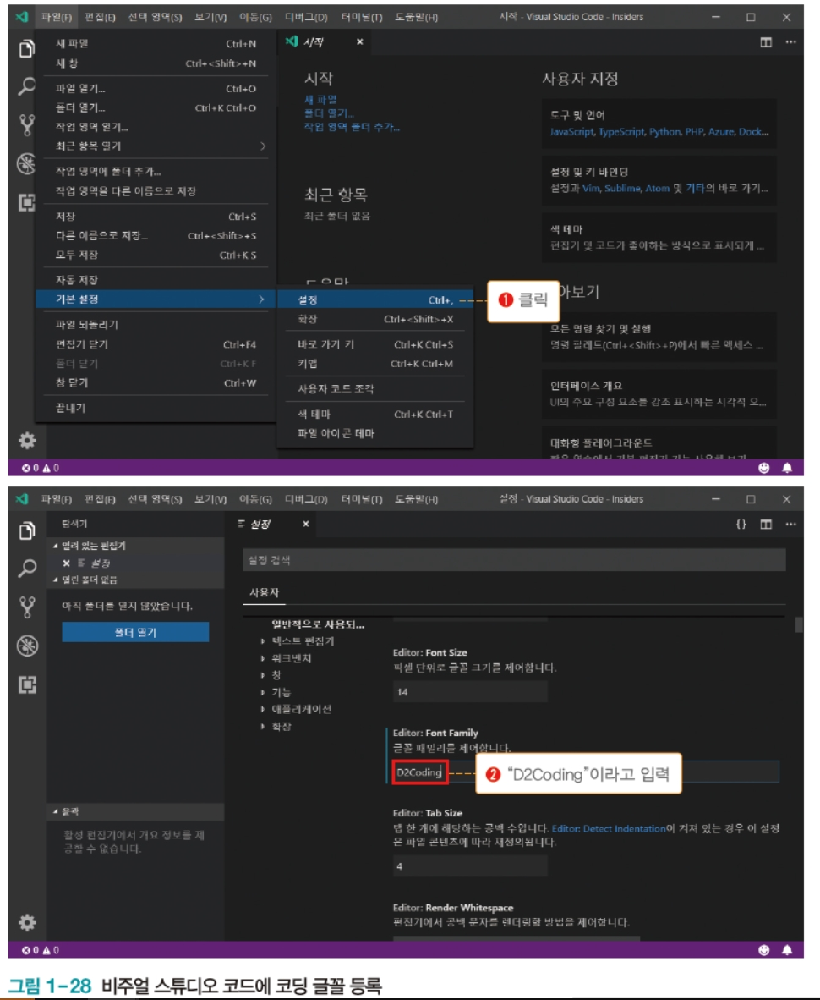 파일(F) 편집(E) 선택 영역(S) 보기(V) 이동(G) 디버그(D) 터미널(T) 도움말(H) 시작 - Visual Studio Code - Insiders
새 파일 Ctrl+N
새 창 Ctrl+<Shift>+N
파일 열기... Ctrl+O
폴더 열기... Ctrl+K Ctrl+O
작업 영역 열기...
최근 항목 열기
작업 영역에 폴더 추가...
작업 영역을 다른 이름으로 저장
저장 Ctrl+S
다른 이름으로 저장... Ctrl+<Shift>+S
모두 저장 Ctrl+K S
자동 저장
기본 설정
파일 되돌리기
편집기 닫기 Ctrl+F4
폴더 닫기 Ctrl+K F
창 닫기 Ctrl+W
끝내기
설정 Ctrl+,
확장 Ctrl+<Shift>+X
바로 가기 키 Ctrl+K Ctrl+S
키맵 Ctrl+K Ctrl+M
사용자 코드 조각
색 테마 Ctrl+K Ctrl+T
파일 아이콘 테마
❶ 클릭
시작
시작
새 파일
폴더 열기...
작업 영역 폴더 추가...
최근 항목
최근 폴더 없음
사용자 지정
도구 및 언어
JavaScript, TypeScript, Python, PHP, Azure, Dock...
설정 및 키 바인딩
설정과 Vim, Sublime, Atom 및 기타의 바로 가기...
색 테마
편집기 및 코드가 좋아하는 방식으로 표시되게 ...
아보기
모든 명령 찾기 및 실행
명령 팔레트(Ctrl+<Shift>+P)에서 빠른 액세스 ...
인터페이스 개요
UI의 주요 구성 요소를 강조 표시하는 시각적 오...
대화형 플레이그라운드
0 0
파일(F) 편집(E) 선택 영역(S) 보기(V) 이동(G) 디버그(D) 터미널(T) 도움말(H) 설정 - Visual Studio Code - Insiders
탐색기
열려 있는 편집기
설정
열린 폴더 없음
아직 폴더를 열지 않았습니다.
폴더 열기
윤곽
활성 편집기에서 개요 정보를 제
공할 수 없습니다.
설정
설정 검색
사용자
일반적으로 사용되...
텍스트 편집기
워크벤치
창
기능
애플리케이션
확장
Editor: Font Size
픽셀 단위로 글꼴 크기를 제어합니다.
14
Editor: Font Family
글꼴 패밀리를 제어합니다.
D2Coding
❷ “D2Coding”이라고 입력
Editor: Tab Size
탭 한 개에 해당하는 공백 수입니다. Editor: Detect Indentation이 켜져 있는 경우 이 설정
은 파일 콘텐츠에 따라 재정의됩니다.
4
Editor: Render Whitespace
편집기에서 공백 문자를 렌더링할 방법을 제어합니다.
0 0
그림 1-28 비주얼 스튜디오 코드에 코딩 글꼴 등록